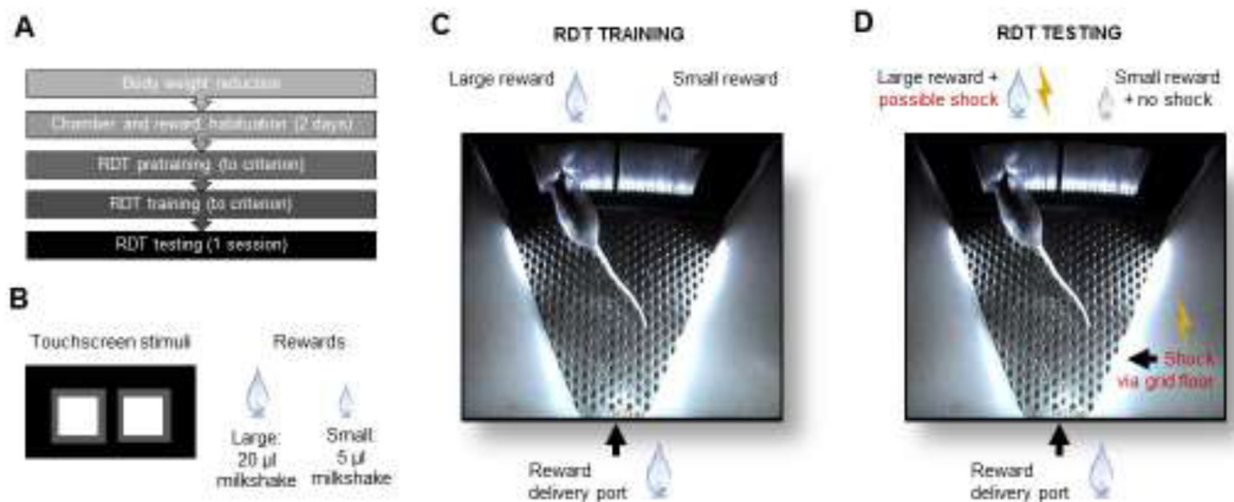 A
Body weight reduction
Chamber and reward habituation (2 days)
RDT pretraining (to criterion)
RDT training (to criterion)
RDT testing (1 session)
B
Touchscreen stimuli
Rewards
Large:
20 µl
milkshake
Small:
5 µl
milkshake
C
RDT TRAINING
Large reward
Small reward
Reward
delivery port
D
RDT TESTING
Large reward +
possible shock
Small reward
+ no shock
Shock
via grid floor
Reward
delivery port